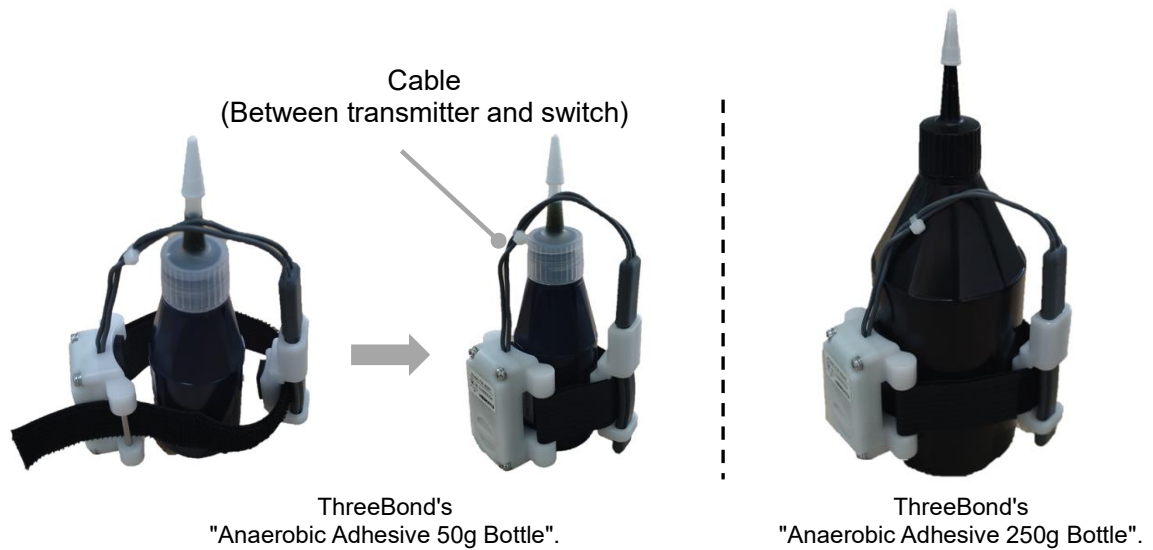 Cable
(Between transmitter and switch)
ThreeBond's
"Anaerobic Adhesive 50g Bottle".
ThreeBond's
"Anaerobic Adhesive 250g Bottle".